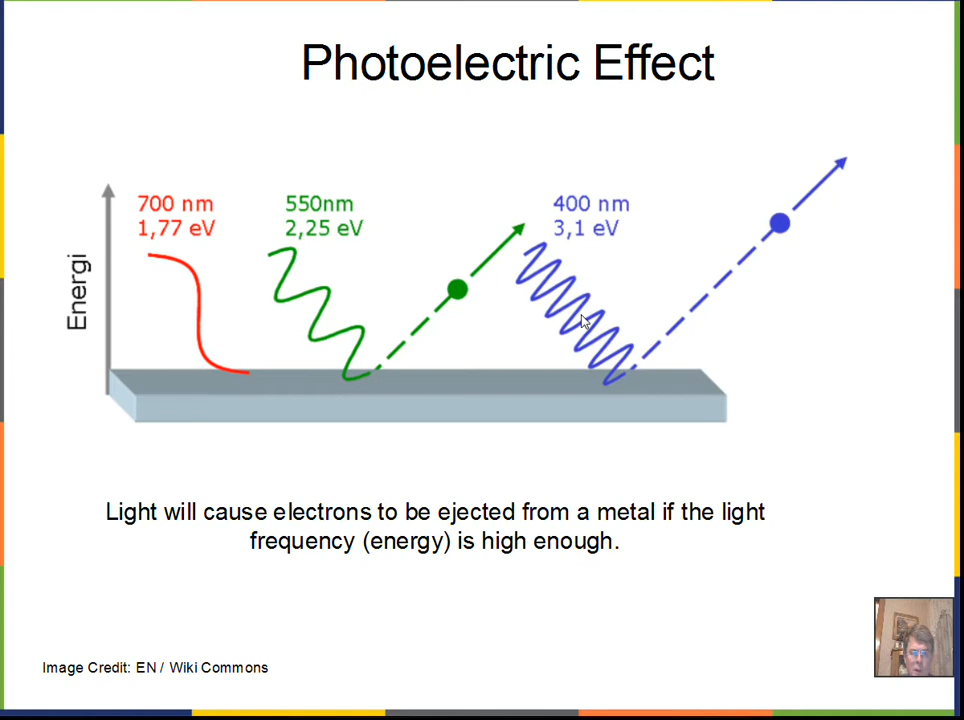 Photoelectric Effect
Energi
700 nm
1,77 eV
550nm
2,25 eV
400 nm
3,1 eV
Light will cause electrons to be ejected from a metal if the light
frequency (energy) is high enough.
Image Credit: EN / Wiki Commons